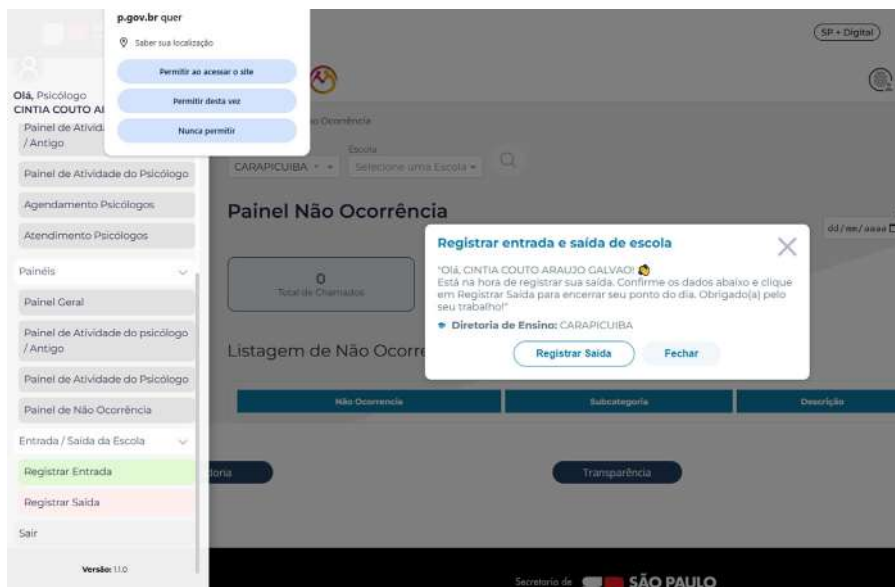 p.gov.br quer
Saber sua localização
Permitir ao acessar o site
Permitir desta vez
Nunca permitir
SP + Digital
Olá, Psicólogo
CINTIA COUTO
Painel de
/ Antigo
Painel de Atividade do Psicólogo
Agendamento Psicólogos
Atendimento Psicólogos
Painéis
Painel Geral
Painel de Atividade do psicólogo
/ Antigo
Painel de Atividade do Psicólogo
Painel de Não Ocorrência
Entrada / Saída da Escola
Registrar Entrada
Registrar Saída
Sair
Versão: 1.1.0
Ocorrência
Escola
CARAPICUIBA
Selecione uma Escola
Painel Não Ocorrência
dd/mm/aaaa
0
Total de Chamados
Registrar entrada e saída de escola
"Olá, CINTIA COUTO ARAUJO GALVAO!
Está na hora de registrar sua saída. Confirme os dados abaixo e clique
em Registrar Saída para encerrar seu ponto do dia. Obrigado(a) pelo
seu trabalho!"
Diretoria de Ensino: CARAPICUIBA
Registrar Saída
Fechar
Listagem de Não Ocorr
Não Ocorrencia
Subcategoria
Descrição
doria
Transparência
Secretaria de
SÃO PAULO